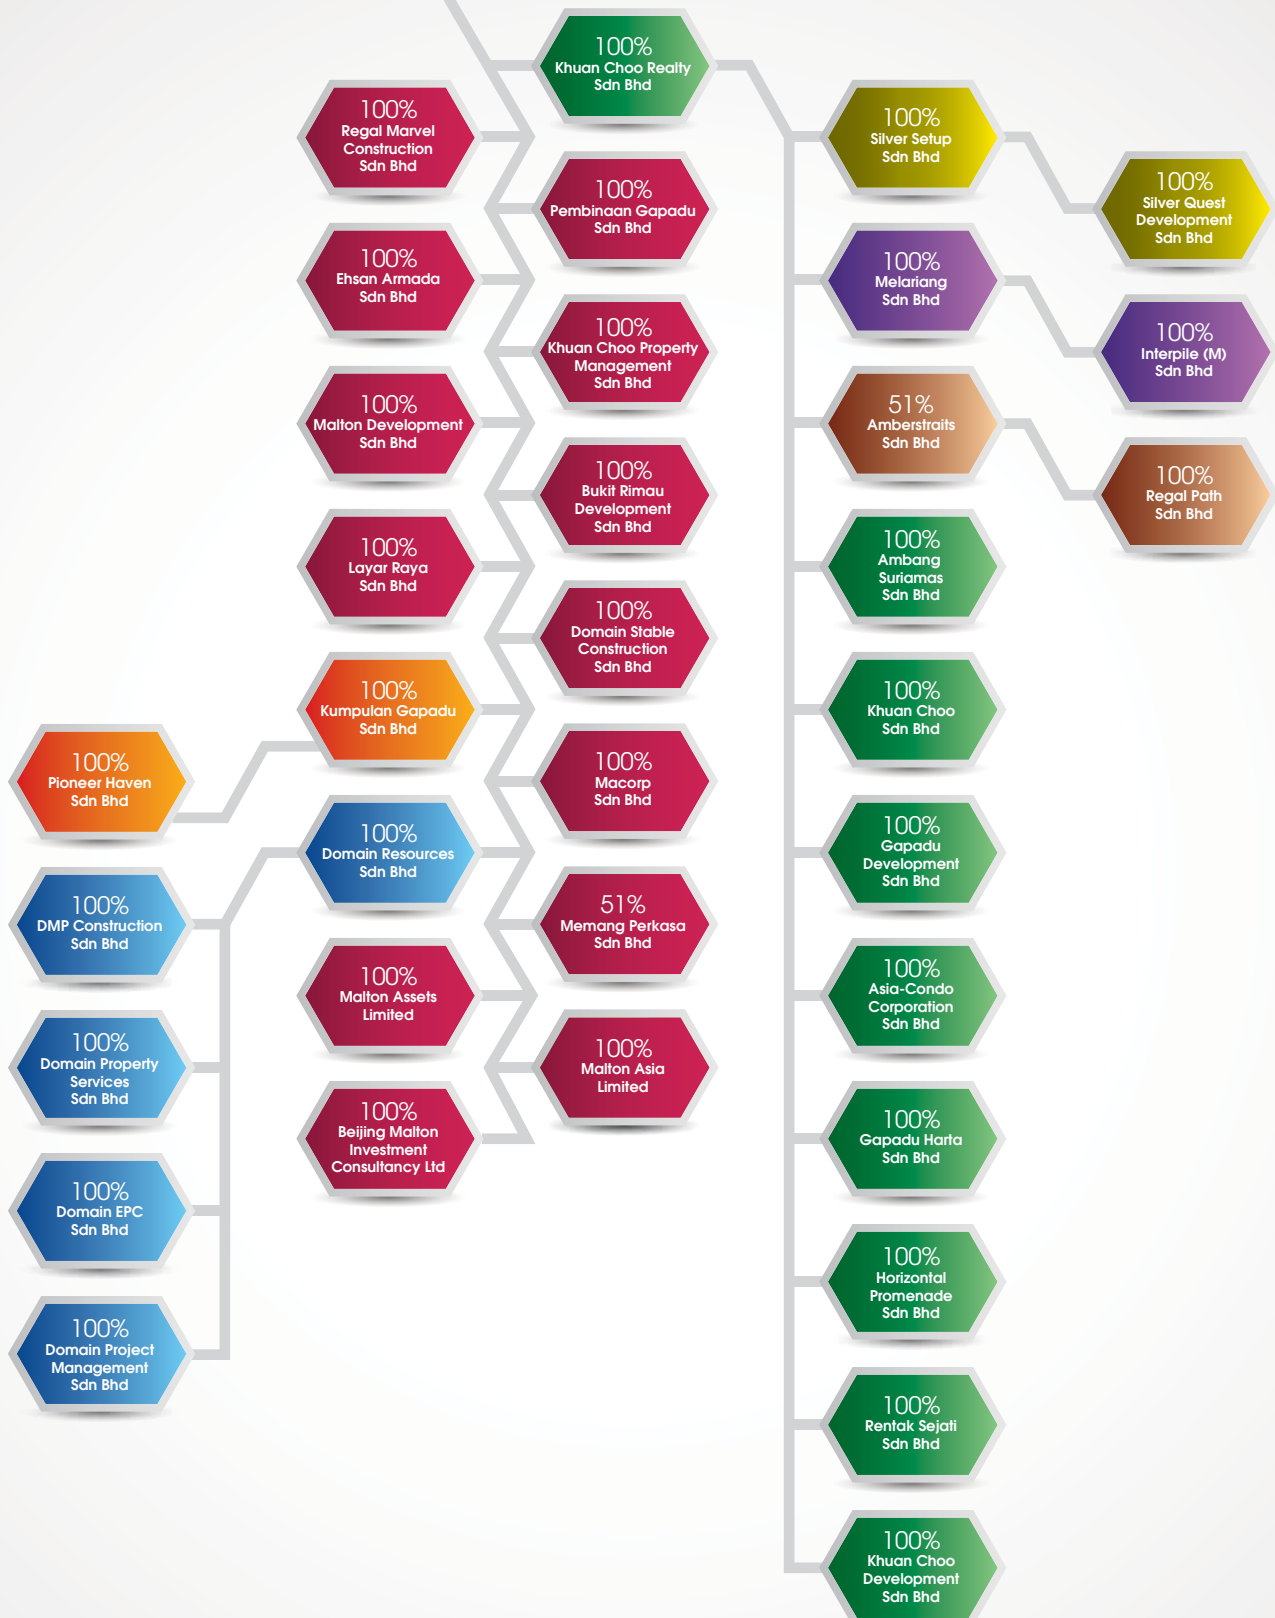 100%
Khuan Choo Realty
Sdn Bhd
100%
Regal Marvel
Construction
Sdn Bhd
100%
Pembinaan Gapadu
Sdn Bhd
100%
Ehsan Armada
Sdn Bhd
100%
Khuan Choo Property
Management
Sdn Bhd
100%
Malton Development
Sdn Bhd
100%
Bukit Rimau
Development
Sdn Bhd
100%
Layar Raya
Sdn Bhd
100%
Domain Stable
Construction
Sdn Bhd
100%
Kumpulan Gapadu
Sdn Bhd
100%
Pioneer Haven
Sdn Bhd
100%
Macorp
Sdn Bhd
100%
Domain Resources
Sdn Bhd
100%
DMP Construction
Sdn Bhd
100%
Domain Property
Services
Sdn Bhd
100%
Domain EPC
Sdn Bhd
100%
Domain Project
Management
Sdn Bhd
51%
Memang Perkasa
Sdn Bhd
100%
Malton Assets
Limited
100%
Malton Asia
Limited
100%
Beijing Malton
Investment
Consultancy Ltd
100%
Silver Setup
Sdn Bhd
100%
Silver Quest
Development
Sdn Bhd
100%
Melariang
Sdn Bhd
100%
Interpile (M)
Sdn Bhd
51%
Amberstraits
Sdn Bhd
100%
Regal Path
Sdn Bhd
100%
Ambang
Suriamas
Sdn Bhd
100%
Khuan Choo
Sdn Bhd
100%
Gapadu
Development
Sdn Bhd
100%
Asia-Condo
Corporation
Sdn Bhd
100%
Gapadu Harta
Sdn Bhd
100%
Horizontal
Promenade
Sdn Bhd
100%
Rentak Sejati
Sdn Bhd
100%
Khuan Choo
Development
Sdn Bhd